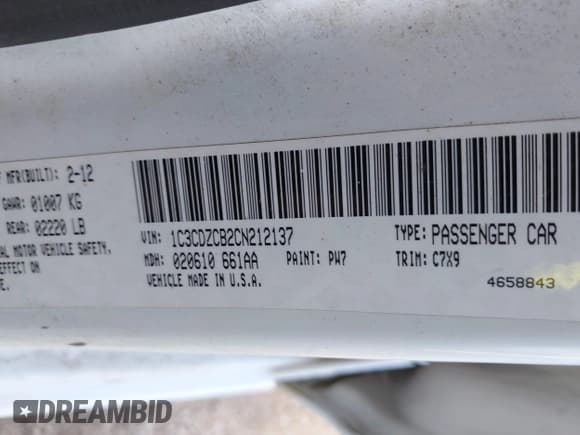 F MFR(BUILT): 2-12
GAWR: 01007 KG
REAR: 02220 LB
AL MOTOR VEHICLE SAFETY,
EFFECT ON
E.
VIN: 1C3CDZCB2CN212137
TYPE: PASSENGER CAR
MDH: 020610 661AA
PAINT: PW7
TRIM: C7X9
VEHICLE MADE IN U.S.A.
4658843
DREAMBID